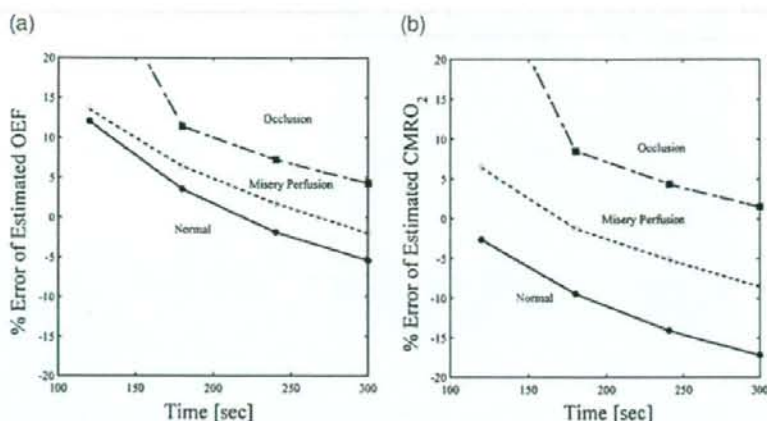 (a)
% Error of Estimated OEF
20
15
10
5
0
-5
-10
-15
-20
100
150
200
250
300
Time [sec]
Occlusion
Misery Perfusion
Normal
(b)
% Error of Estimated CMRO2
20
15
10
5
0
-5
-10
-15
-20
100
150
200
250
300
Time [sec]
Occlusion
Misery Perfusion
Normal